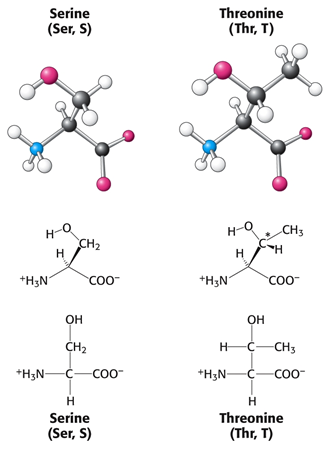 Serine
(Ser, S)
Threonine
(Thr, T)
H
O
CH₂
H
⁺H₃N
COO⁻
H
O
CH₃
C
*
H
H
⁺H₃N
COO⁻
OH
CH₂
⁺H₃N—C—COO⁻
H
OH
H—C—CH₃
⁺H₃N—C—COO⁻
H
Serine
(Ser, S)
Threonine
(Thr, T)